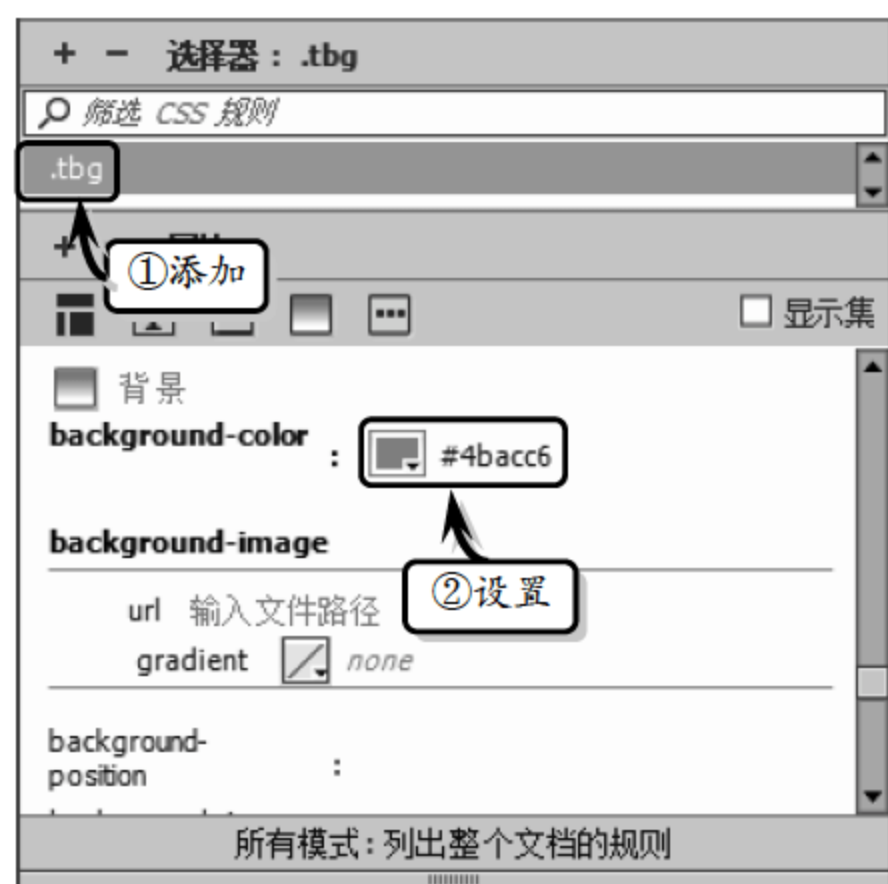 + − 选择器 : .tbg
筛选 CSS 规则
.tbg
+
①添加
显示集
背景
background-color : #4bacc6
background-image
②设置
url 输入文件路径
gradient none
background-
position :
所有模式:列出整个文档的规则